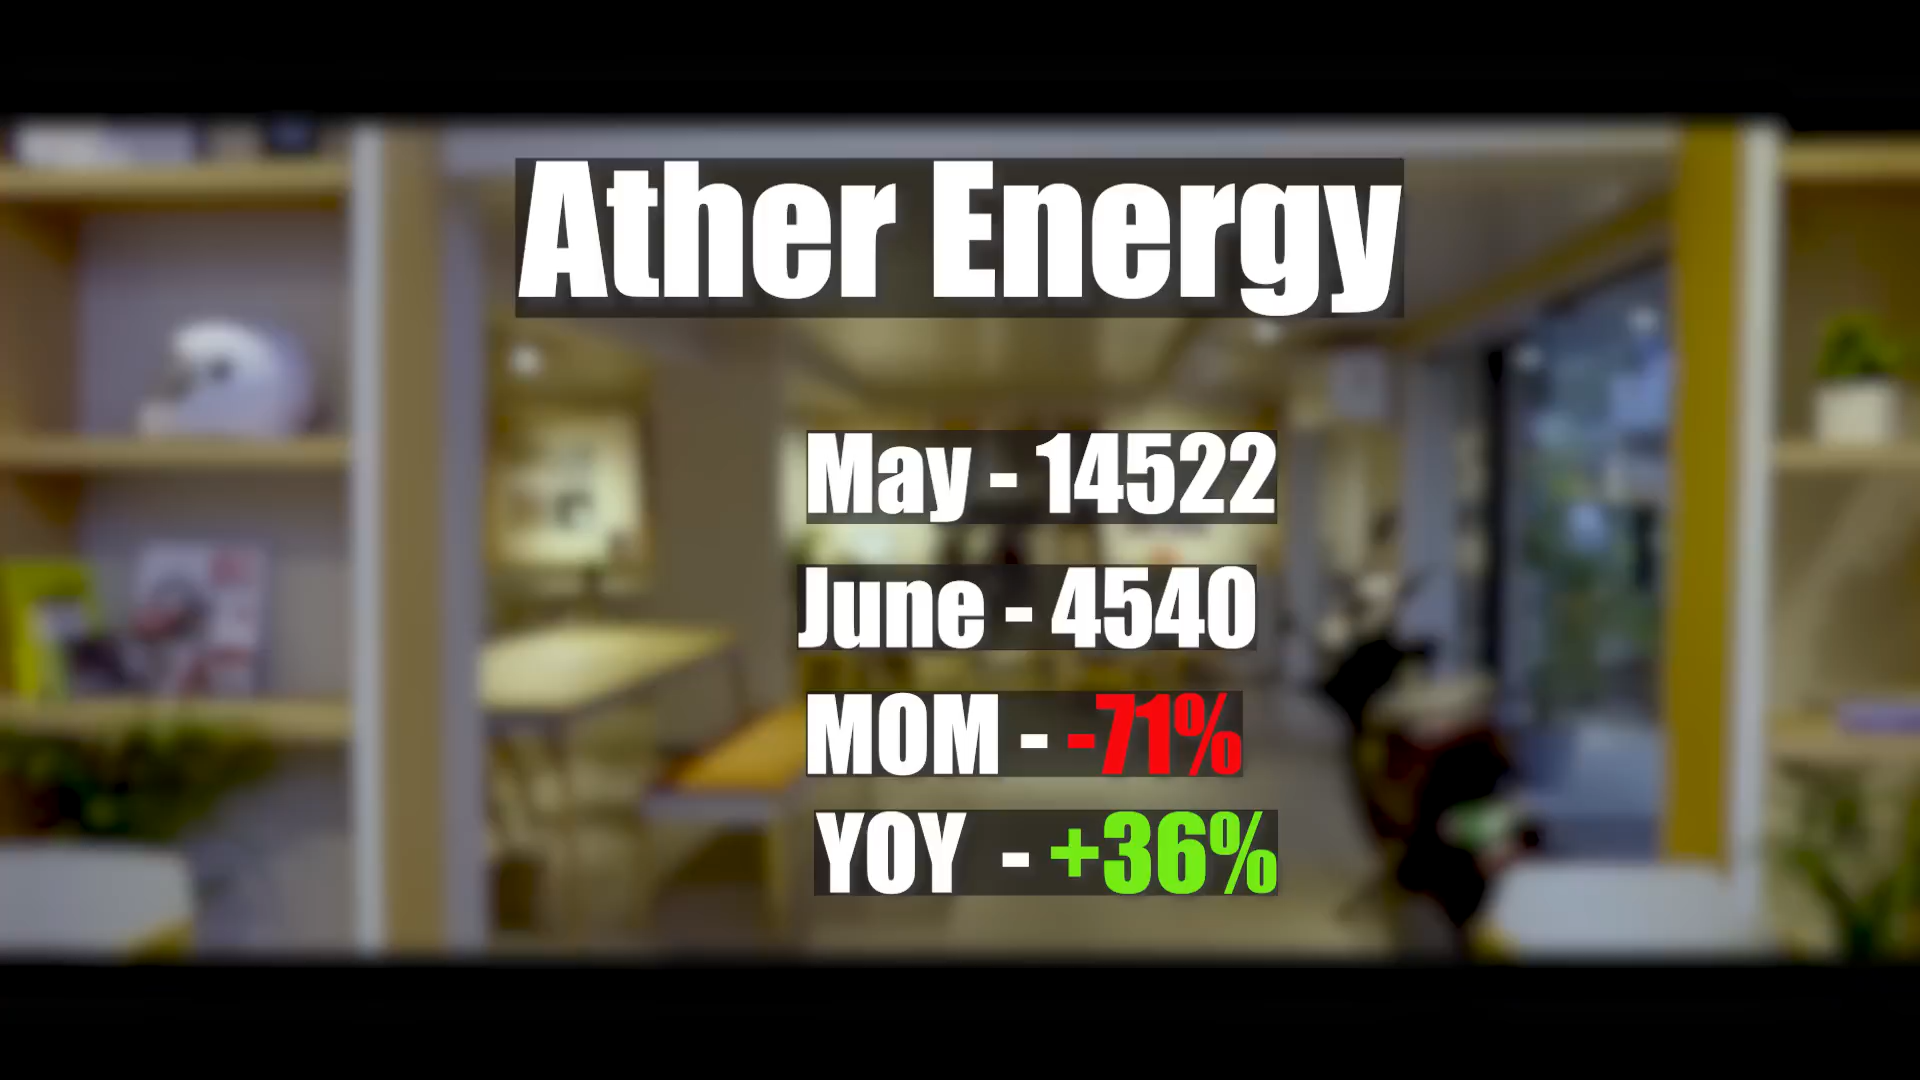 Ather Energy
May - 14522
June - 4540
MOM - -71%
YOY - +36%